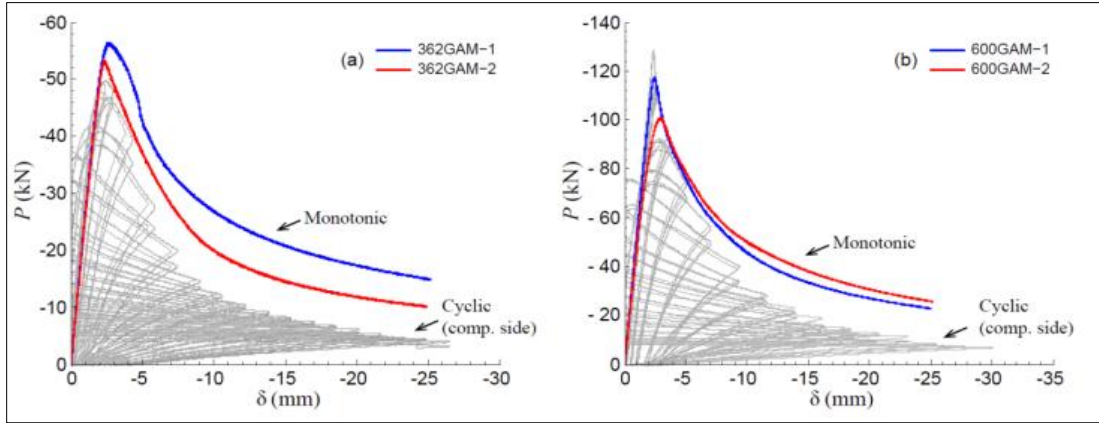 -60
-50
-40
-30
-20
-10
0
P (kN)
(a)
362GAM−1
362GAM−2
Monotonic
Cyclic
(comp. side)
0
-5
-10
-15
-20
-25
-30
δ (mm)
-140
-120
-100
-80
-60
-40
-20
0
P (kN)
(b)
600GAM−1
600GAM−2
Monotonic
Cyclic
(comp. side)
0
-5
-10
-15
-20
-25
-30
-35
δ (mm)